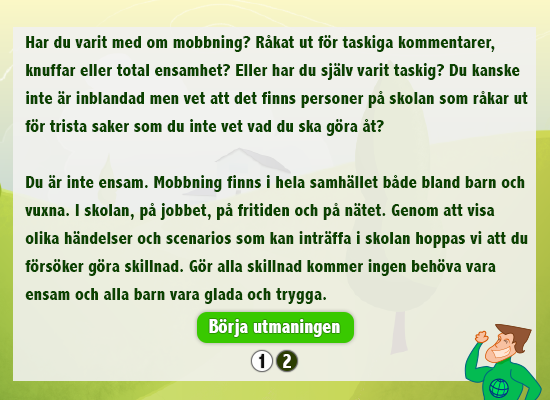 Har du varit med om mobbning? Råkat ut för taskiga kommentarer,
knuffar eller total ensamhet? Eller har du själv varit taskig? Du kanske
inte är inblandad men vet att det finns personer på skolan som råkar ut
för trista saker som du inte vet vad du ska göra åt?
Du är inte ensam. Mobbning finns i hela samhället både bland barn och
vuxna. I skolan, på jobbet, på fritiden och på nätet. Genom att visa
olika händelser och scenarios som kan inträffa i skolan hoppas vi att du
försöker göra skillnad. Gör alla skillnad kommer ingen behöva vara
ensam och alla barn vara glada och trygga.
Börja utmaningen
1 2